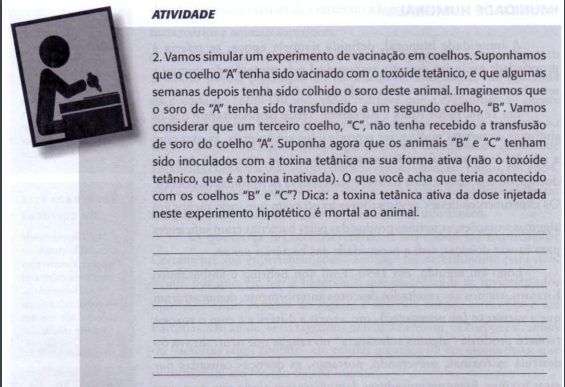 ATIVIDADE
2. Vamos simular um experimento de vacinação em coelhos. Suponhamos
que o coelho "A" tenha sido vacinado com o toxóide tetânico, e que algumas
semanas depois tenha sido colhido o soro deste animal. Imaginemos que
o soro de "A" tenha sido transfundido a um segundo coelho, "B". Vamos
considerar que um terceiro coelho, "C", não tenha recebido a transfusão
de soro do coelho "A". Suponha agora que os animais "B" e "C" tenham
sido inoculados com a toxina tetânica na sua forma ativa (não o toxóide
tetânico, que é a toxina inativada). O que você acha que teria acontecido
com os coelhos "B" e "C"? Dica: a toxina tetânica ativa da dose injetada
neste experimento hipotético é mortal ao animal.